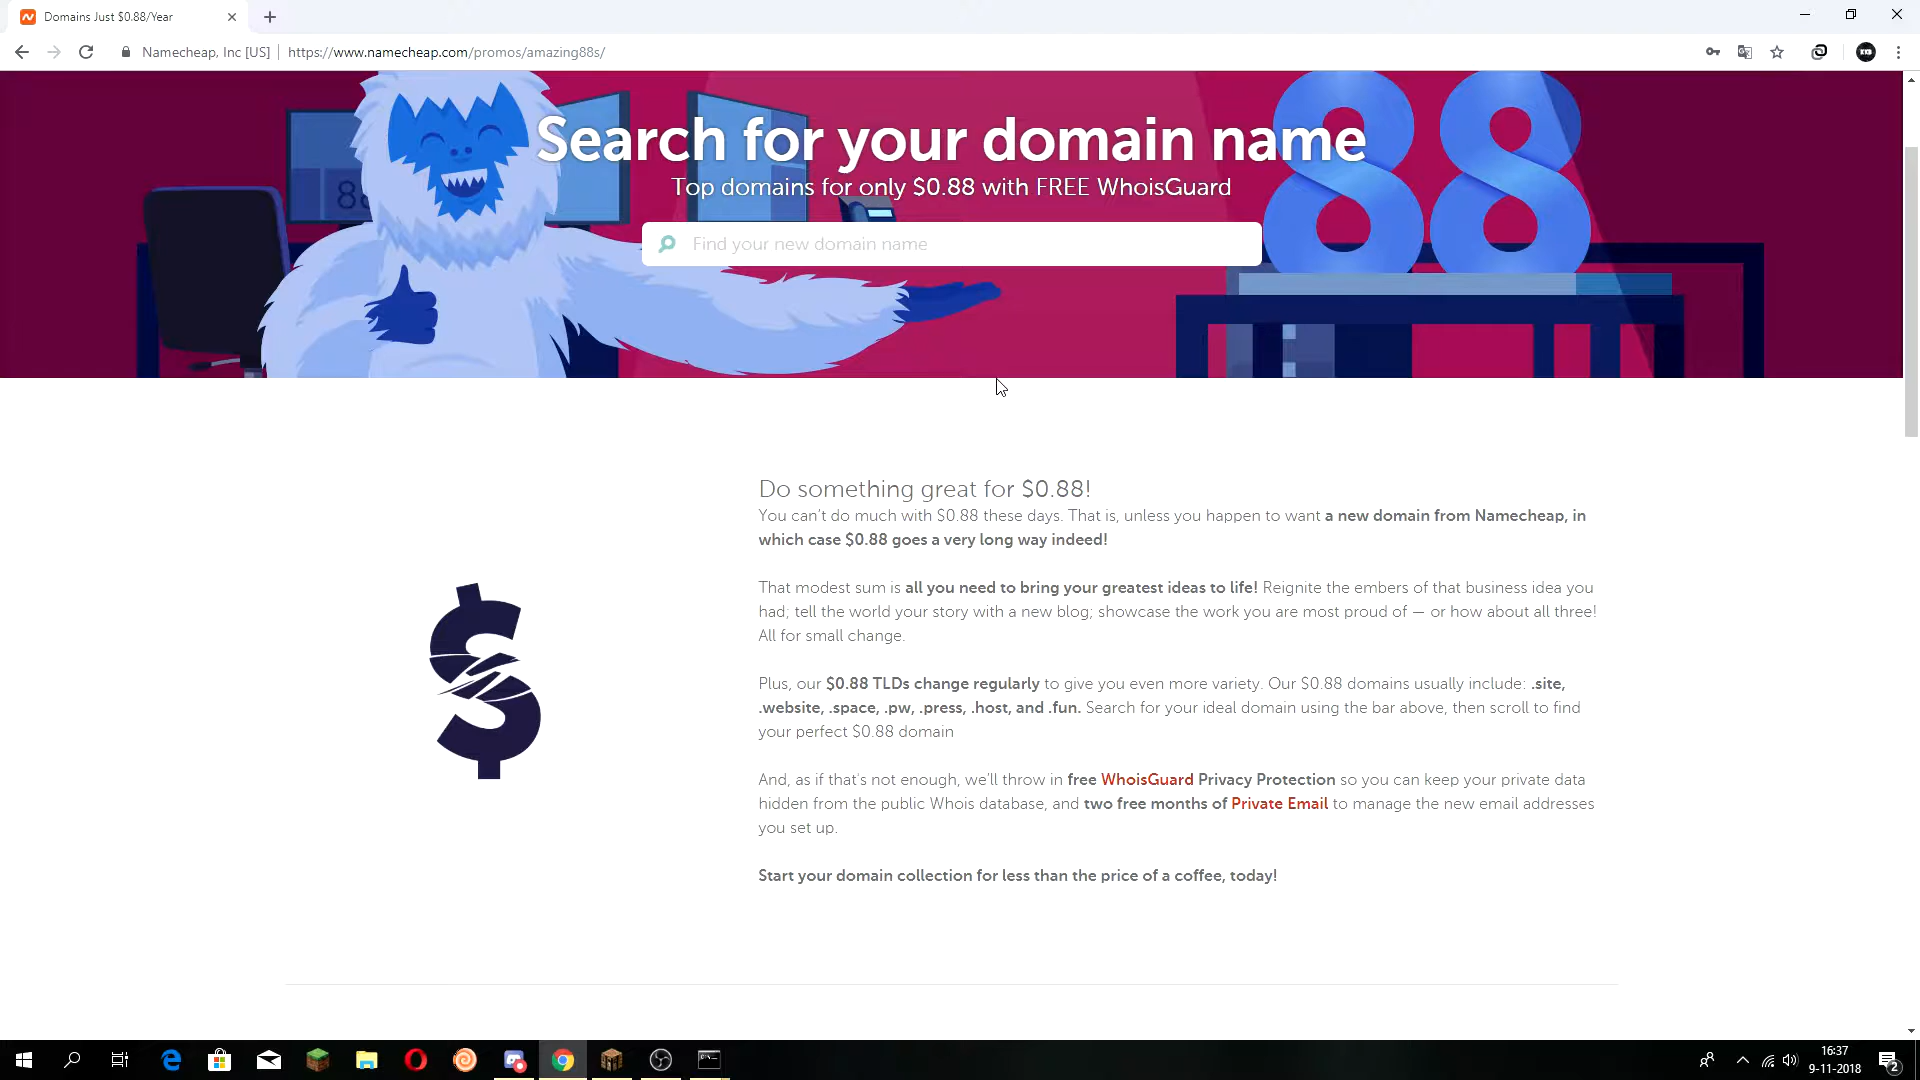 Domains Just $0.88/Year
Namecheap, Inc [US]
https://www.namecheap.com/promos/amazing88s/
Search for your domain name
Top domains for only $0.88 with FREE WhoisGuard
Find your new domain name
88
Do something great for $0.88!
You can't do much with $0.88 these days. That is, unless you happen to want a new domain from Namecheap, in
which case $0.88 goes a very long way indeed!
That modest sum is all you need to bring your greatest ideas to life! Reignite the embers of that business idea you
had; tell the world your story with a new blog; showcase the work you are most proud of — or how about all three!
All for small change.
Plus, our $0.88 TLDs change regularly to give you even more variety. Our $0.88 domains usually include: .site,
.website, .space, .pw, .press, .host, and .fun. Search for your ideal domain using the bar above, then scroll to find
your perfect $0.88 domain
And, as if that's not enough, we'll throw in free WhoisGuard Privacy Protection so you can keep your private data
hidden from the public Whois database, and two free months of Private Email to manage the new email addresses
you set up.
Start your domain collection for less than the price of a coffee, today!
16:37
9-11-2018
2